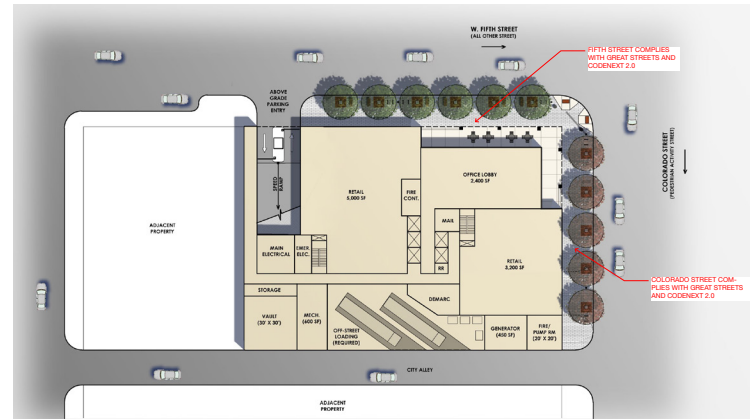 W. FIFTH STREET
(ALL OTHER STREET)
FIFTH STREET COMPLIES
WITH GREAT STREETS AND
CODENEXT 2.0
ABOVE
GRADE
PARKING
ENTRY
COLORADO STREET
(PEDESTRIAN ACTIVITY STREET)
SPEED
RAMP
OFFICE LOBBY
2,400 SF
RETAIL
5,000 SF
FIRE
CONT.
MAIL
ADJACENT
PROPERTY
MAIN
ELECTRICAL
EMER.
ELEC.
RETAIL
3,200 SF
RR
COLORADO STREET COM-
PLIES WITH GREAT STREETS
AND CODENEXT 2.0
STORAGE
DEMARC
VAULT
(30' X 30')
MECH.
(600 SF)
OFF-STREET
LOADING
(REQUIRED)
GENERATOR
(450 SF)
FIRE/
PUMP RM
(20' X 30')
CITY ALLEY
ADJACENT
PROPERTY